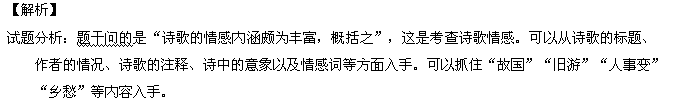 【解析】
试题分析：题干问的是“诗歌的情感内涵颇为丰富，概括之”，这是考查诗歌情感。可以从诗歌的标题、
作者的情况、诗歌的注释、诗中的意象以及情感词等方面入手。可以抓住“故国”“旧游”“人事变”
“乡愁”等内容入手。